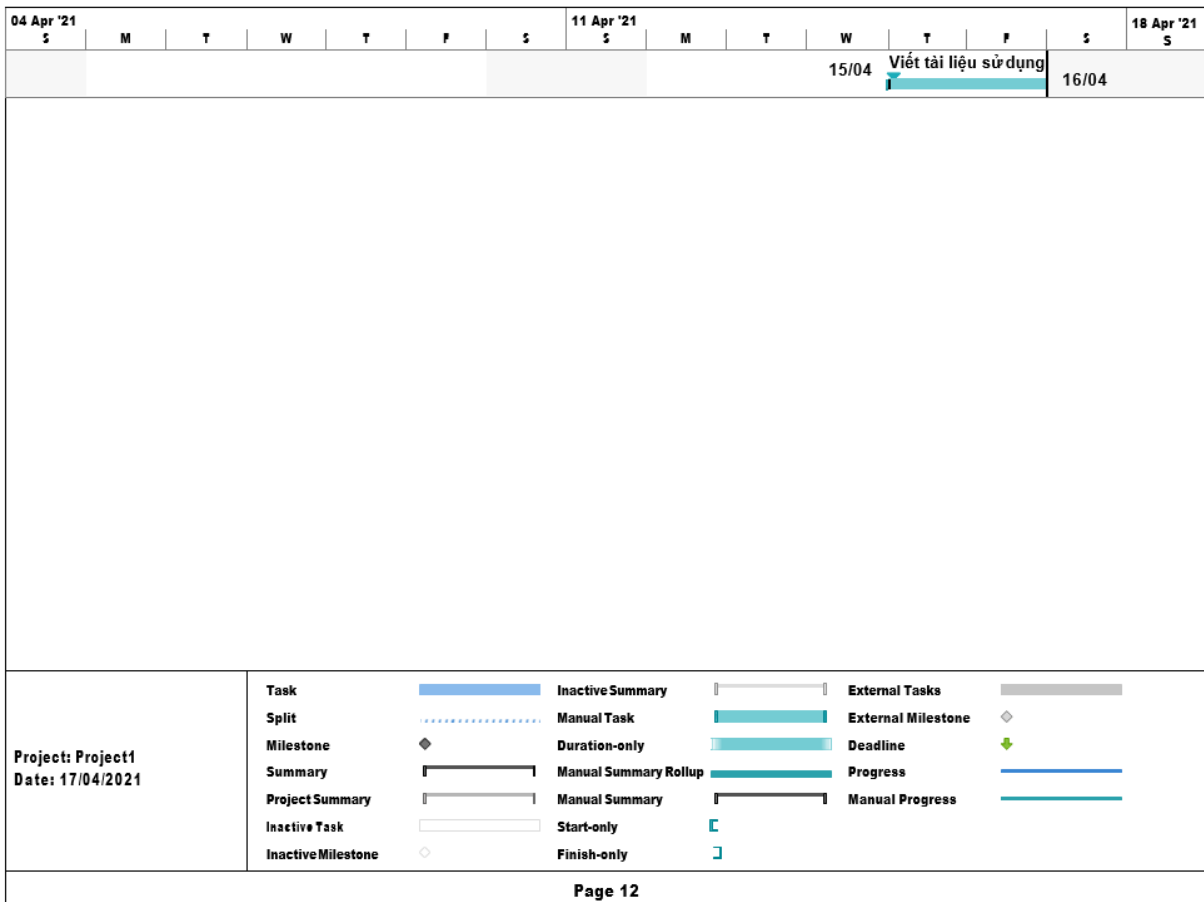 04 Apr '21 11 Apr '21 18 Apr '21
S M T W T F S S M T W T F S S
15/04 Viết tài liệu sử dụng 16/04
Project: Project1
Date: 17/04/2021
Task
Split
Milestone
Summary
Project Summary
Inactive Task
Inactive Milestone
Inactive Summary
Manual Task
Duration-only
Manual Summary Rollup
Manual Summary
Start-only
Finish-only
External Tasks
External Milestone
Deadline
Progress
Manual Progress
Page 12